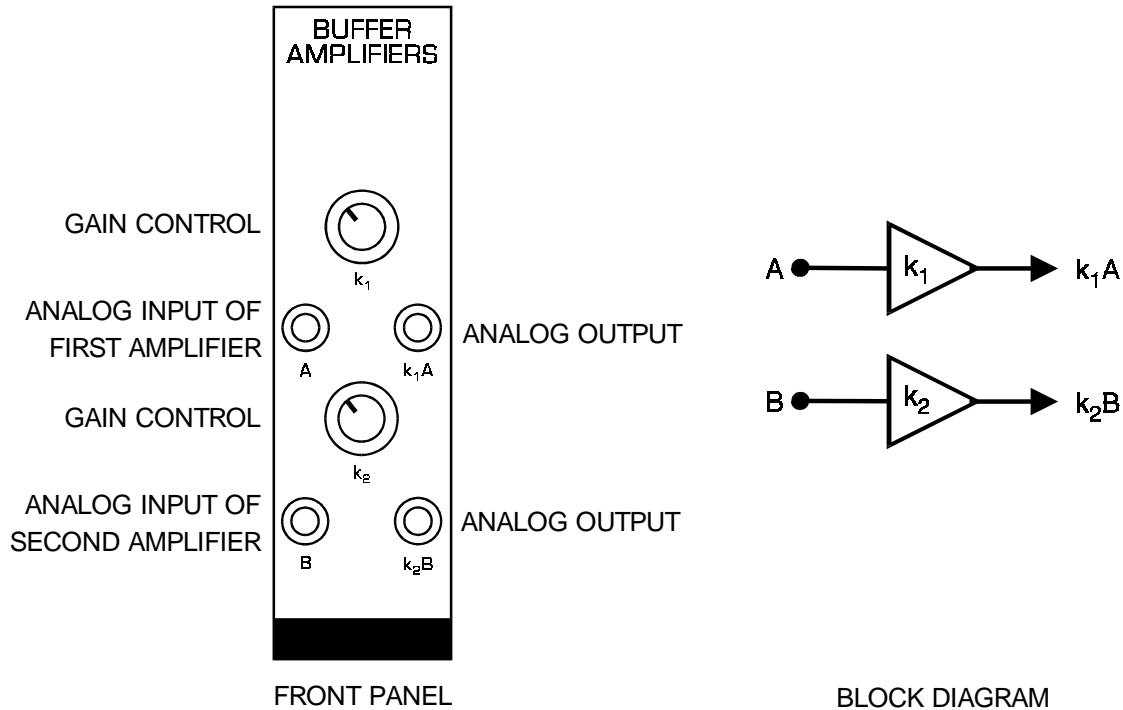 BUFFER
AMPLIFIERS
GAIN CONTROL
k₁
ANALOG INPUT OF
FIRST AMPLIFIER
A
k₁A
ANALOG OUTPUT
GAIN CONTROL
k₂
ANALOG INPUT OF
SECOND AMPLIFIER
B
k₂B
ANALOG OUTPUT
FRONT PANEL
A
k₁
k₁A
B
k₂
k₂B
BLOCK DIAGRAM